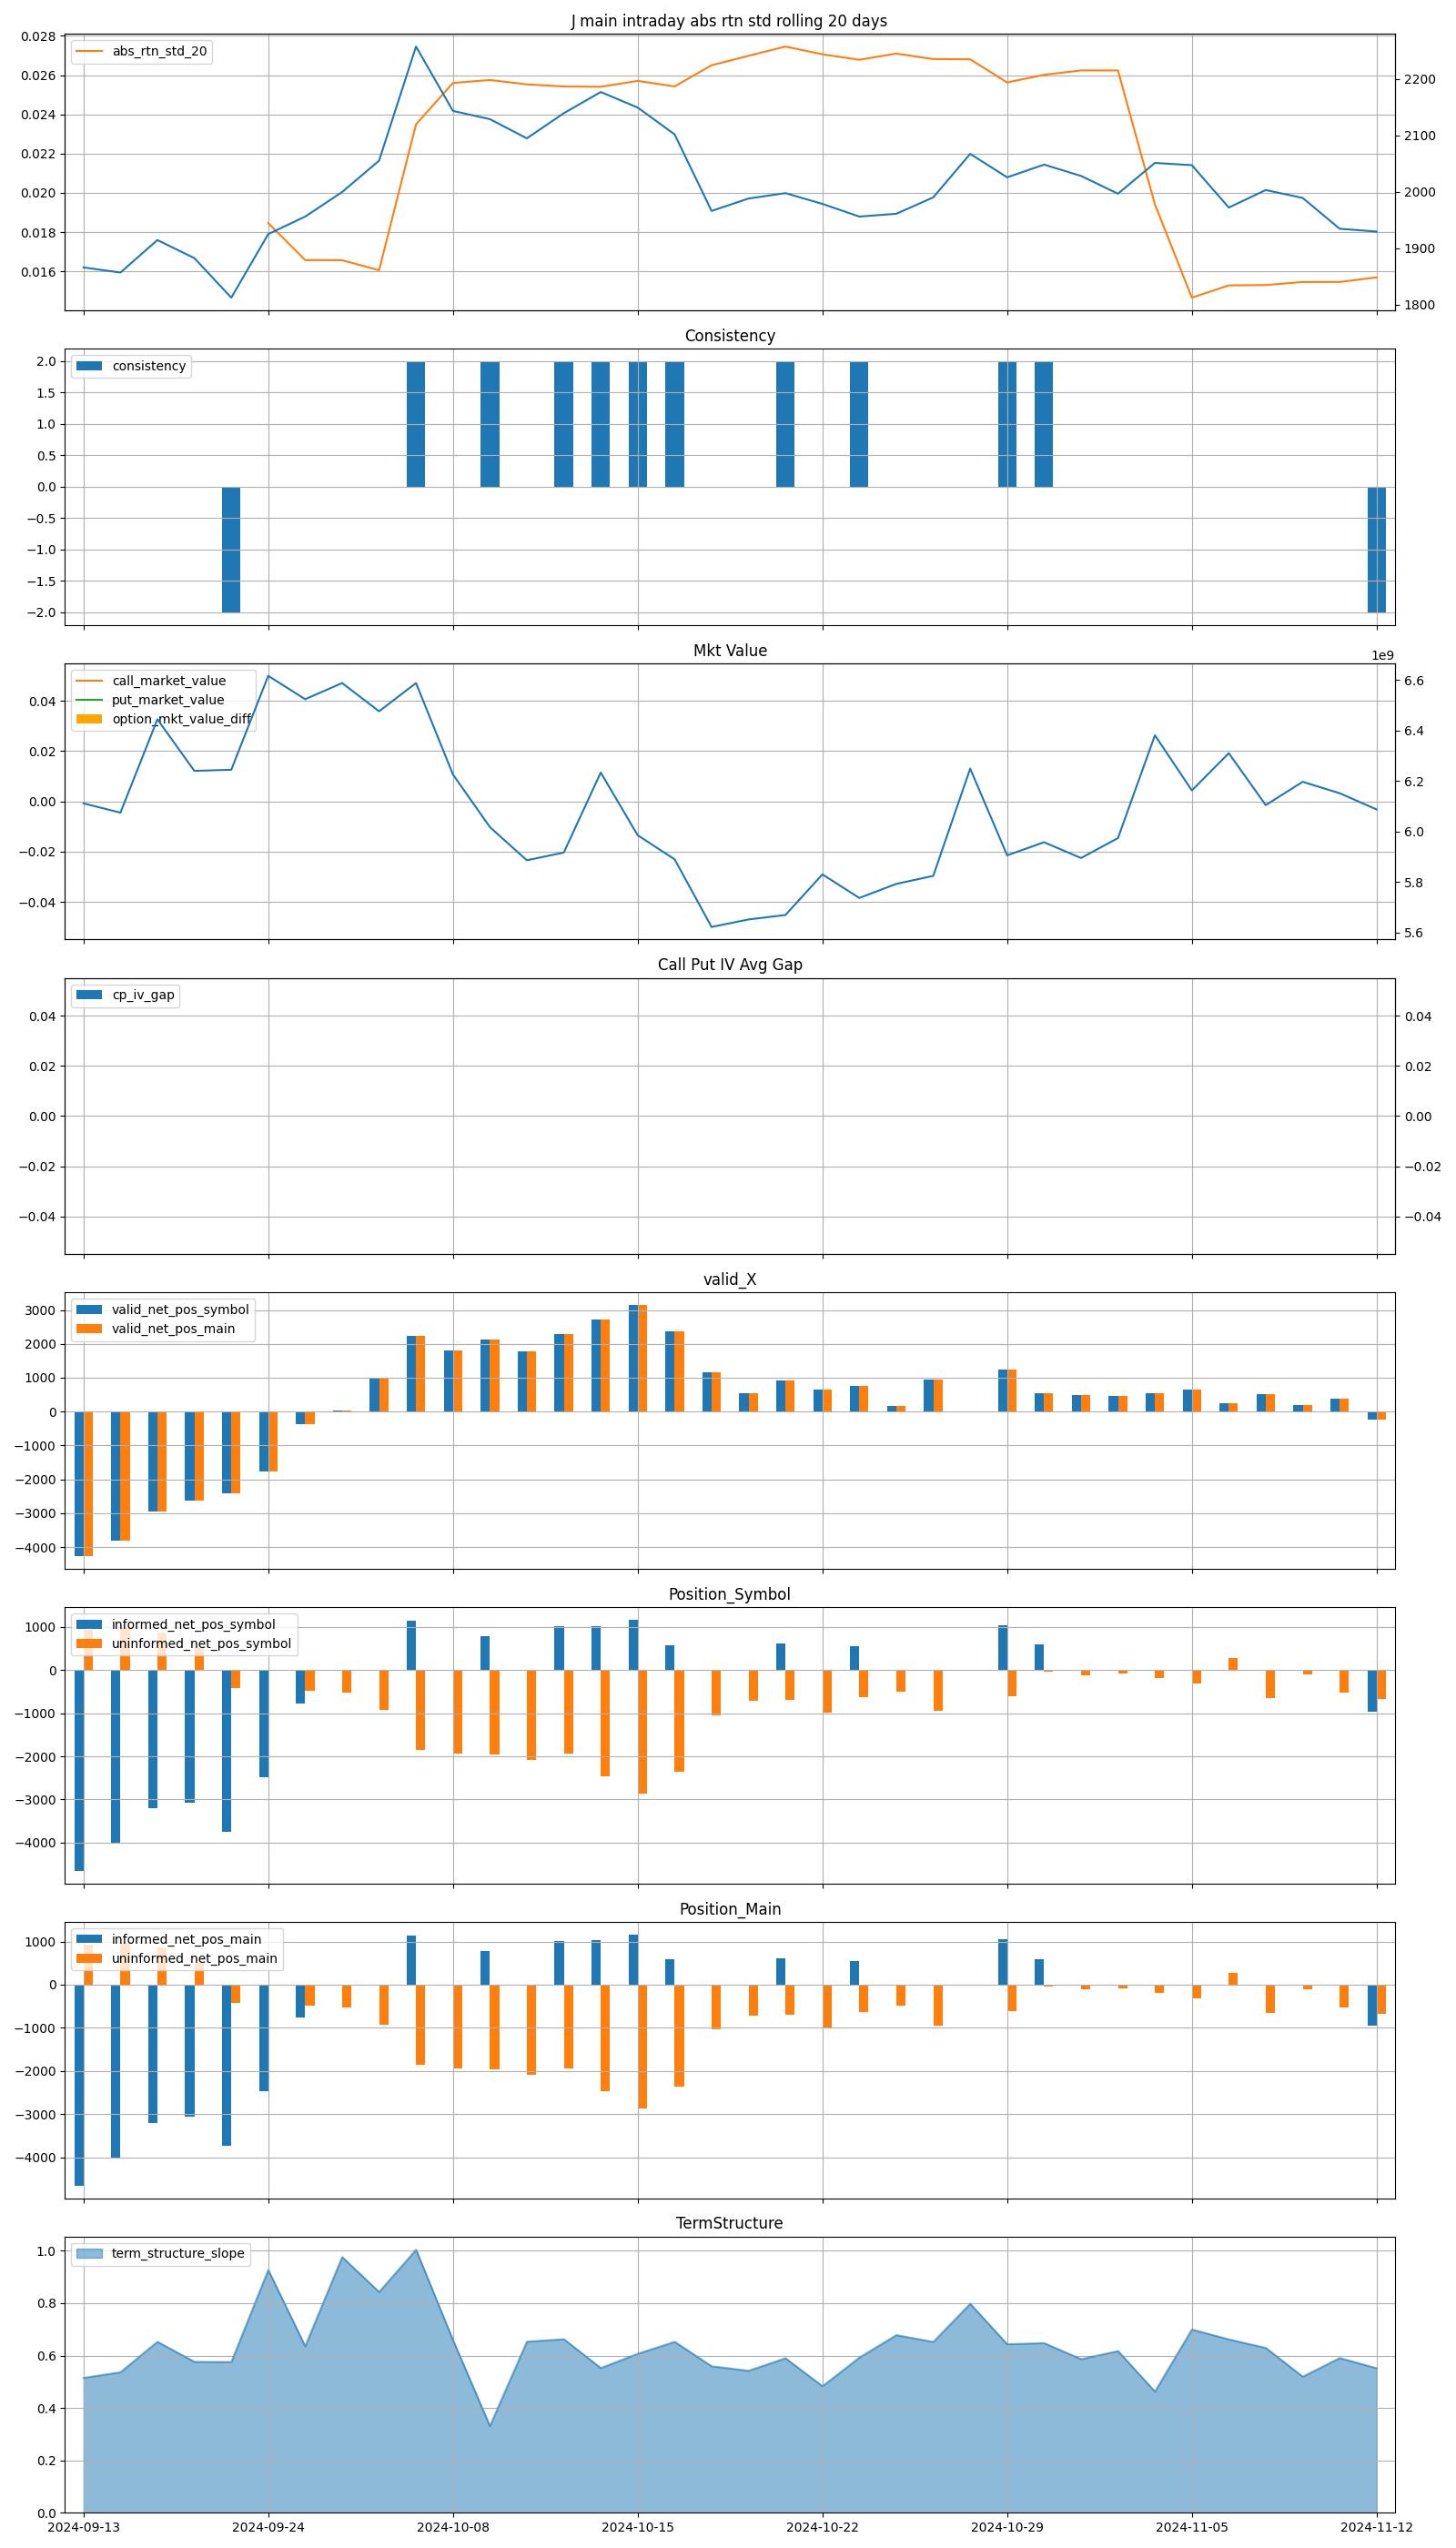 J main intraday abs rtn std rolling 20 days
abs_rtn_std_20
0.028
0.026
0.024
0.022
0.020
0.018
0.016
2200
2100
2000
1900
1800
Consistency
consistency
2.0
1.5
1.0
0.5
0.0
−0.5
−1.0
−1.5
−2.0
Mkt Value
1e9
call_market_value
put_market_value
option_mkt_value_diff
0.04
0.02
0.00
−0.02
−0.04
6.6
6.4
6.2
6.0
5.8
5.6
Call Put IV Avg Gap
cp_iv_gap
0.04
0.02
0.00
−0.02
−0.04
0.04
0.02
0.00
−0.02
−0.04
valid_X
valid_net_pos_symbol
valid_net_pos_main
3000
2000
1000
0
−1000
−2000
−3000
−4000
Position_Symbol
informed_net_pos_symbol
uninformed_net_pos_symbol
1000
0
−1000
−2000
−3000
−4000
Position_Main
informed_net_pos_main
uninformed_net_pos_main
1000
0
−1000
−2000
−3000
−4000
TermStructure
term_structure_slope
1.0
0.8
0.6
0.4
0.2
0.0
2024-09-13 2024-09-24 2024-10-08 2024-10-15 2024-10-22 2024-10-29 2024-11-05 2024-11-12